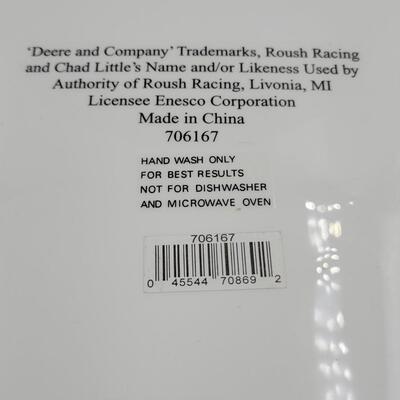 ‘Deere and Company’ Trademarks, Roush Racing
and Chad Little’s Name and/or Likeness Used by
Authority of Roush Racing, Livonia, MI
Licensee Enesco Corporation
Made in China
706167
HAND WASH ONLY
FOR BEST RESULTS
NOT FOR DISHWASHER
AND MICROWAVE OVEN
706167
0 45544 70869 2